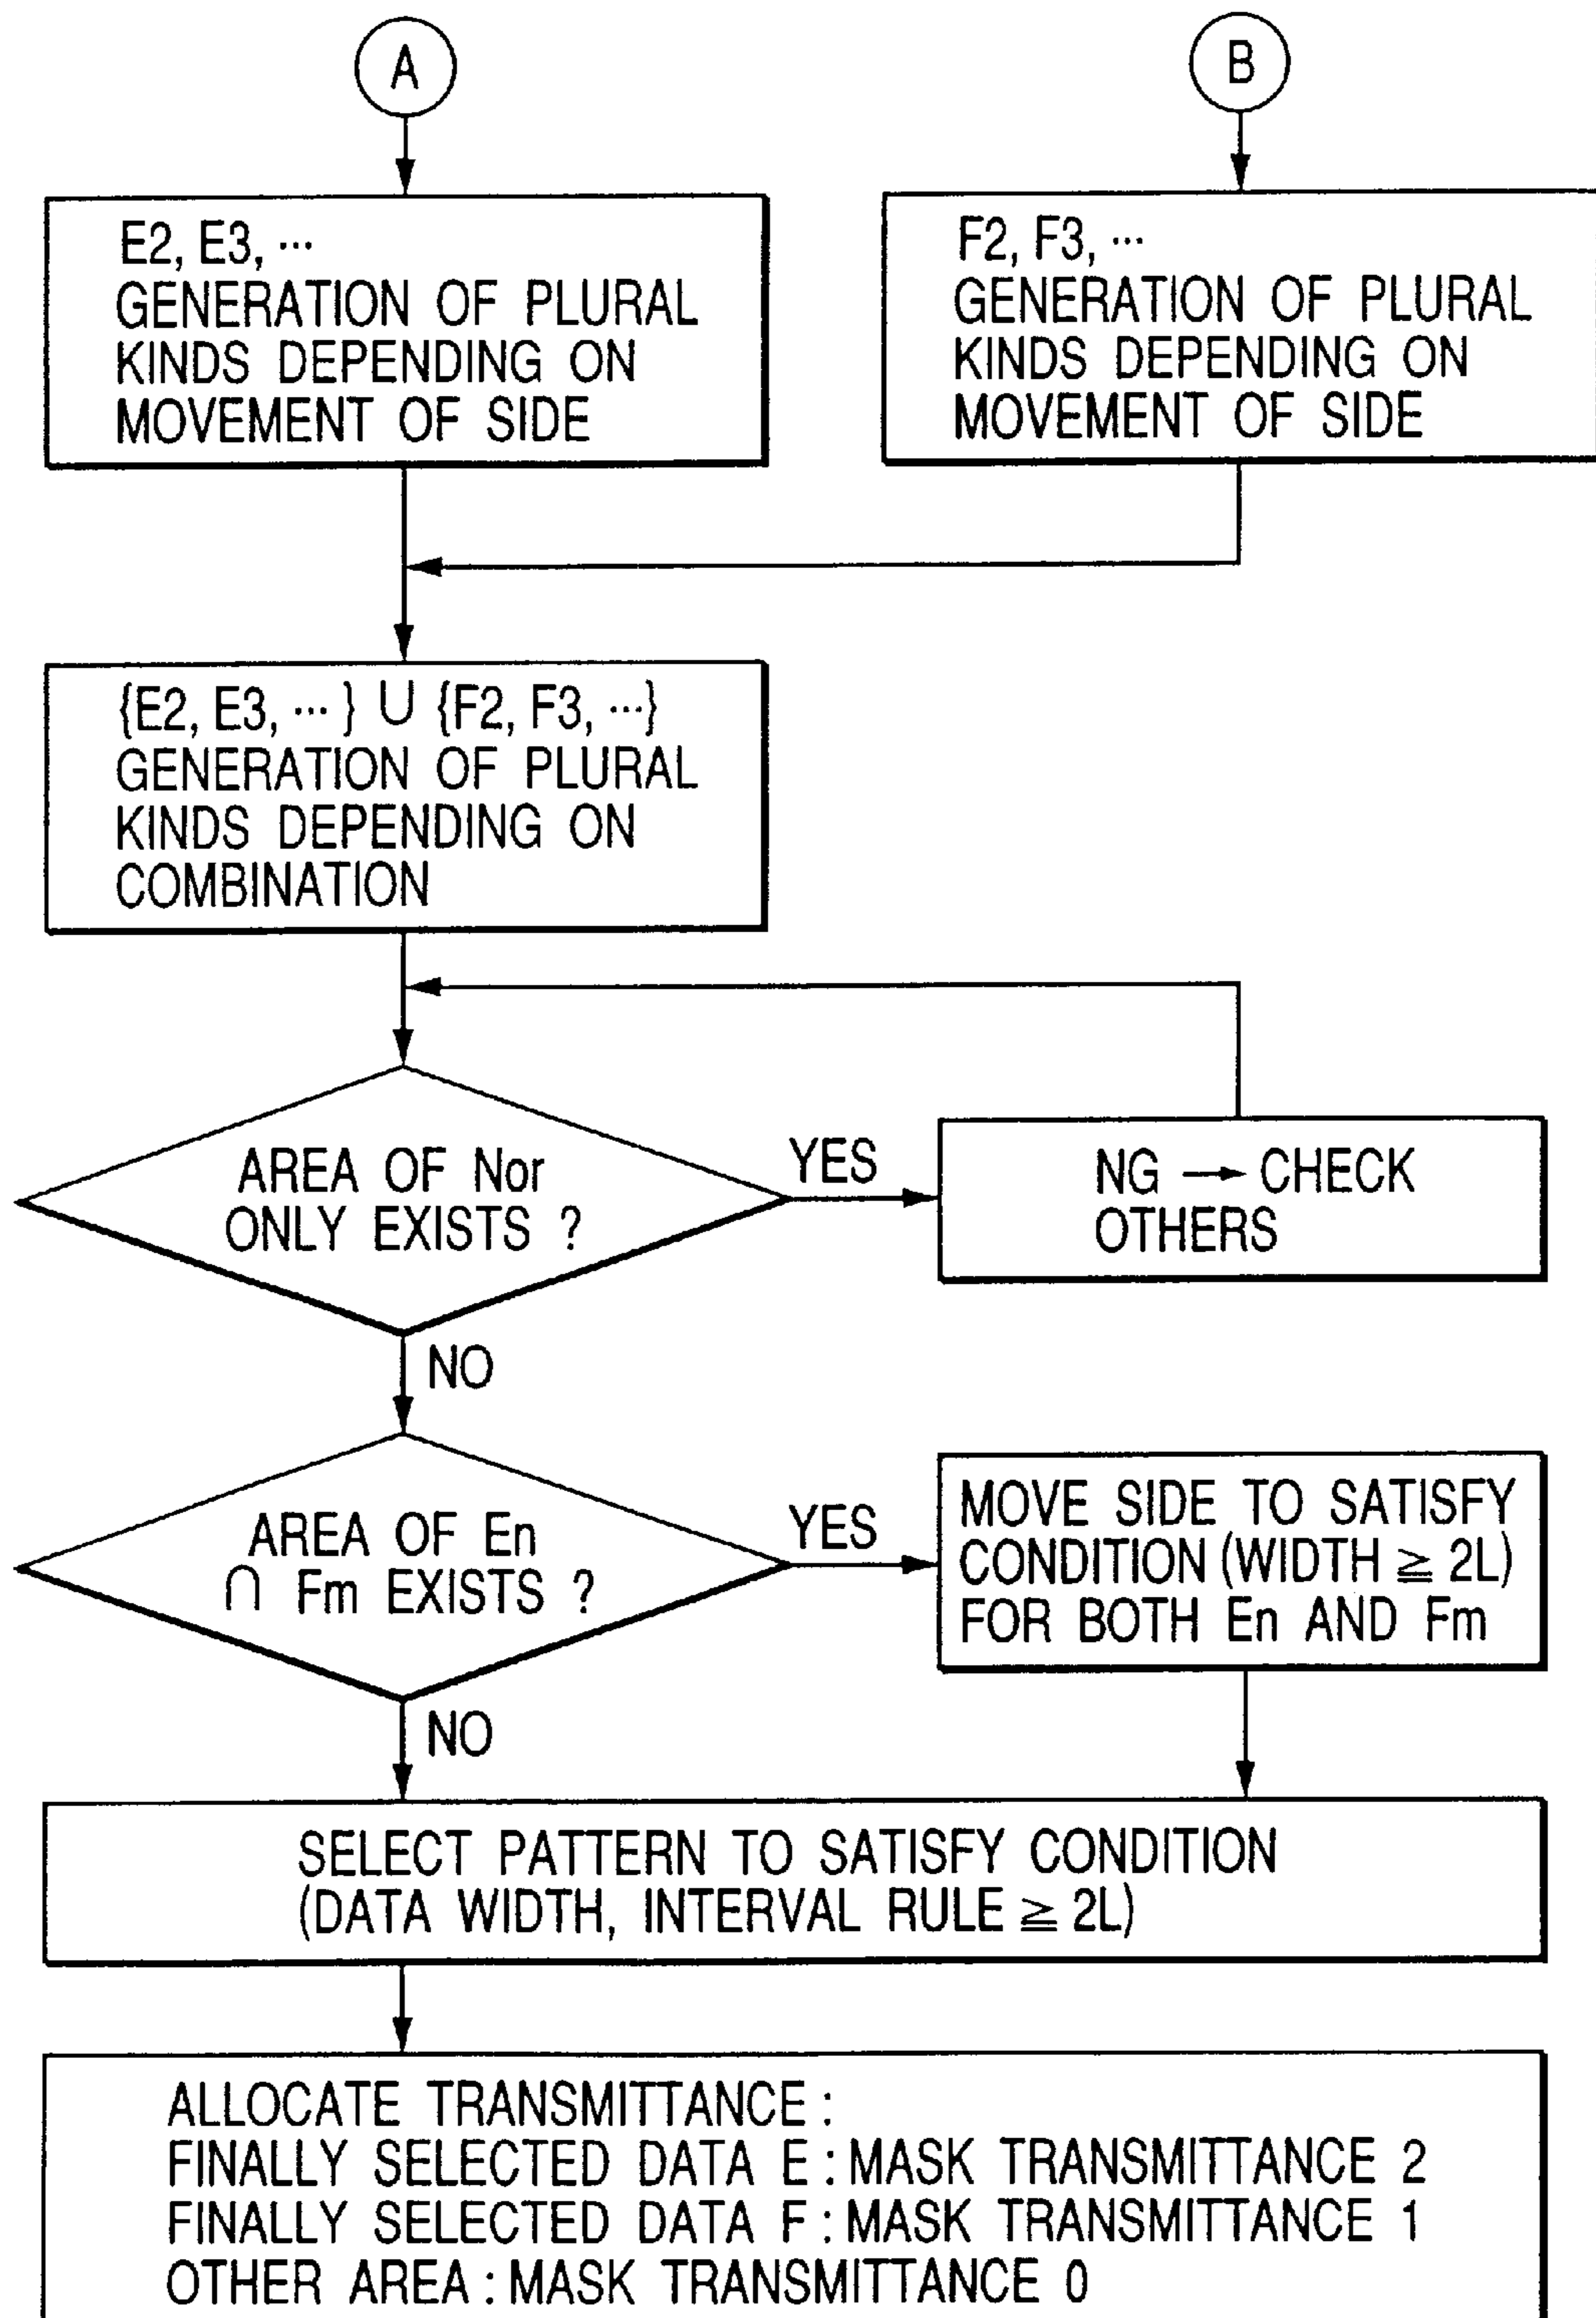 A
B
E2, E3, ···
GENERATION OF PLURAL
KINDS DEPENDING ON
MOVEMENT OF SIDE
F2, F3, ···
GENERATION OF PLURAL
KINDS DEPENDING ON
MOVEMENT OF SIDE
{E2, E3, ··· } ∪ {F2, F3, ···}
GENERATION OF PLURAL
KINDS DEPENDING ON
COMBINATION
AREA OF Nor
ONLY EXISTS ?
YES
NG → CHECK
OTHERS
NO
AREA OF En
∩ Fm EXISTS ?
YES
MOVE SIDE TO SATISFY
CONDITION (WIDTH ≧ 2L)
FOR BOTH En AND Fm
NO
SELECT PATTERN TO SATISFY CONDITION
(DATA WIDTH, INTERVAL RULE ≧ 2L)
ALLOCATE TRANSMITTANCE :
FINALLY SELECTED DATA E : MASK TRANSMITTANCE 2
FINALLY SELECTED DATA F : MASK TRANSMITTANCE 1
OTHER AREA : MASK TRANSMITTANCE 0